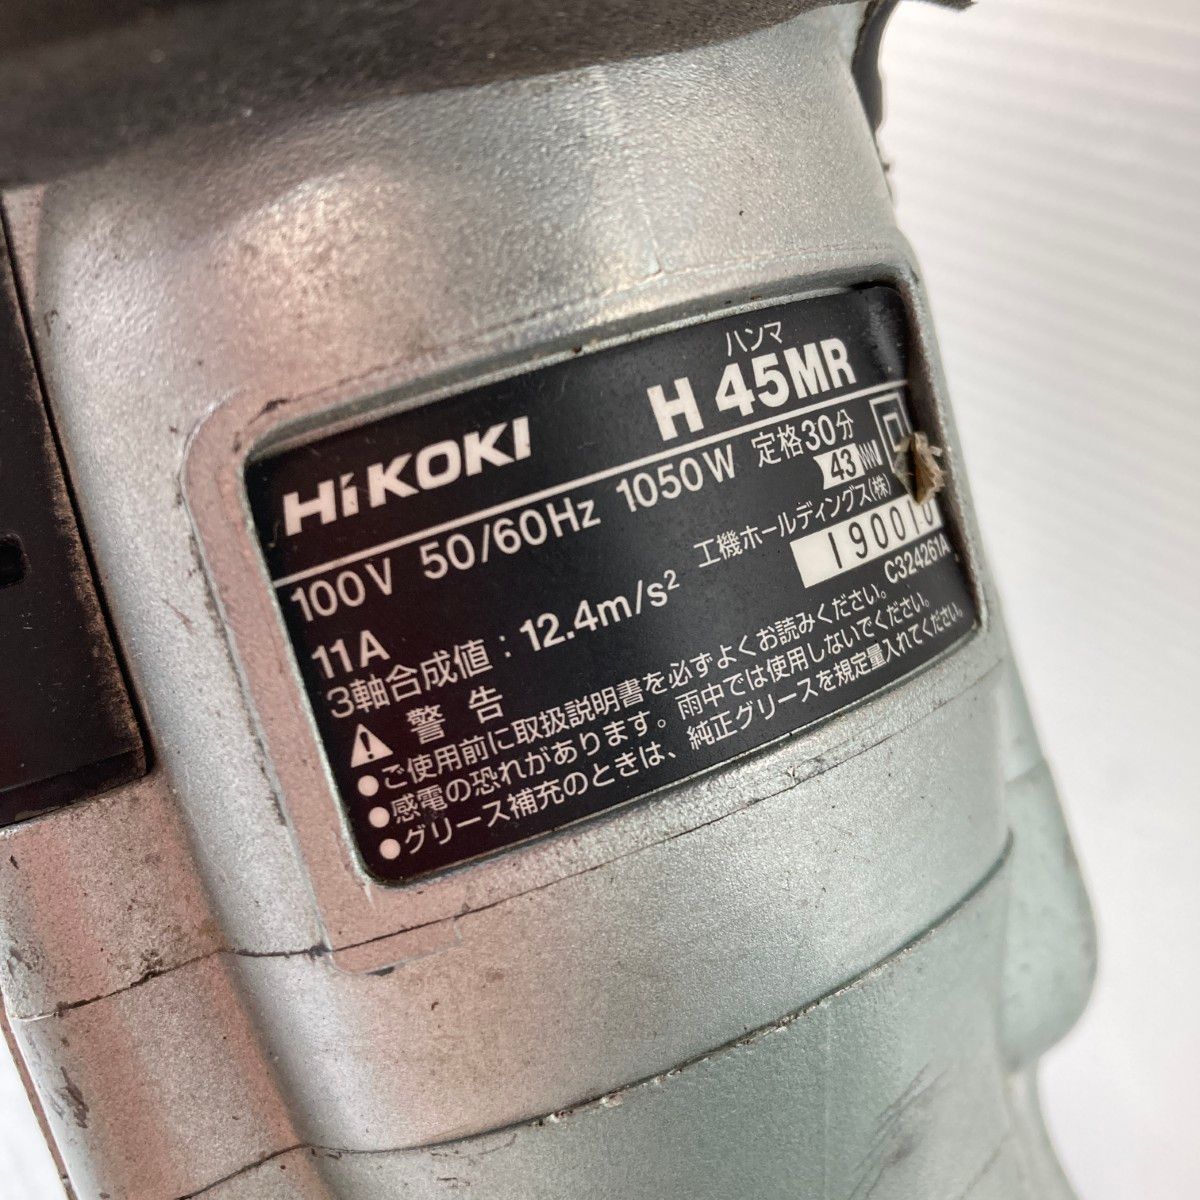 ハンマ
HiKOKI H 45MR
100V 50/60Hz 1050W 定格30分
11A 43
3軸合成値:12.4m/s² 工機ホールディングス(株)
190010
⚠ 警告 C324261A
●ご使用前に取扱説明書を必ずよくお読みください。
●感電の恐れがあります。雨中では使用しないでください。
●グリース補充のときは、純正グリースを規定量入れてください。